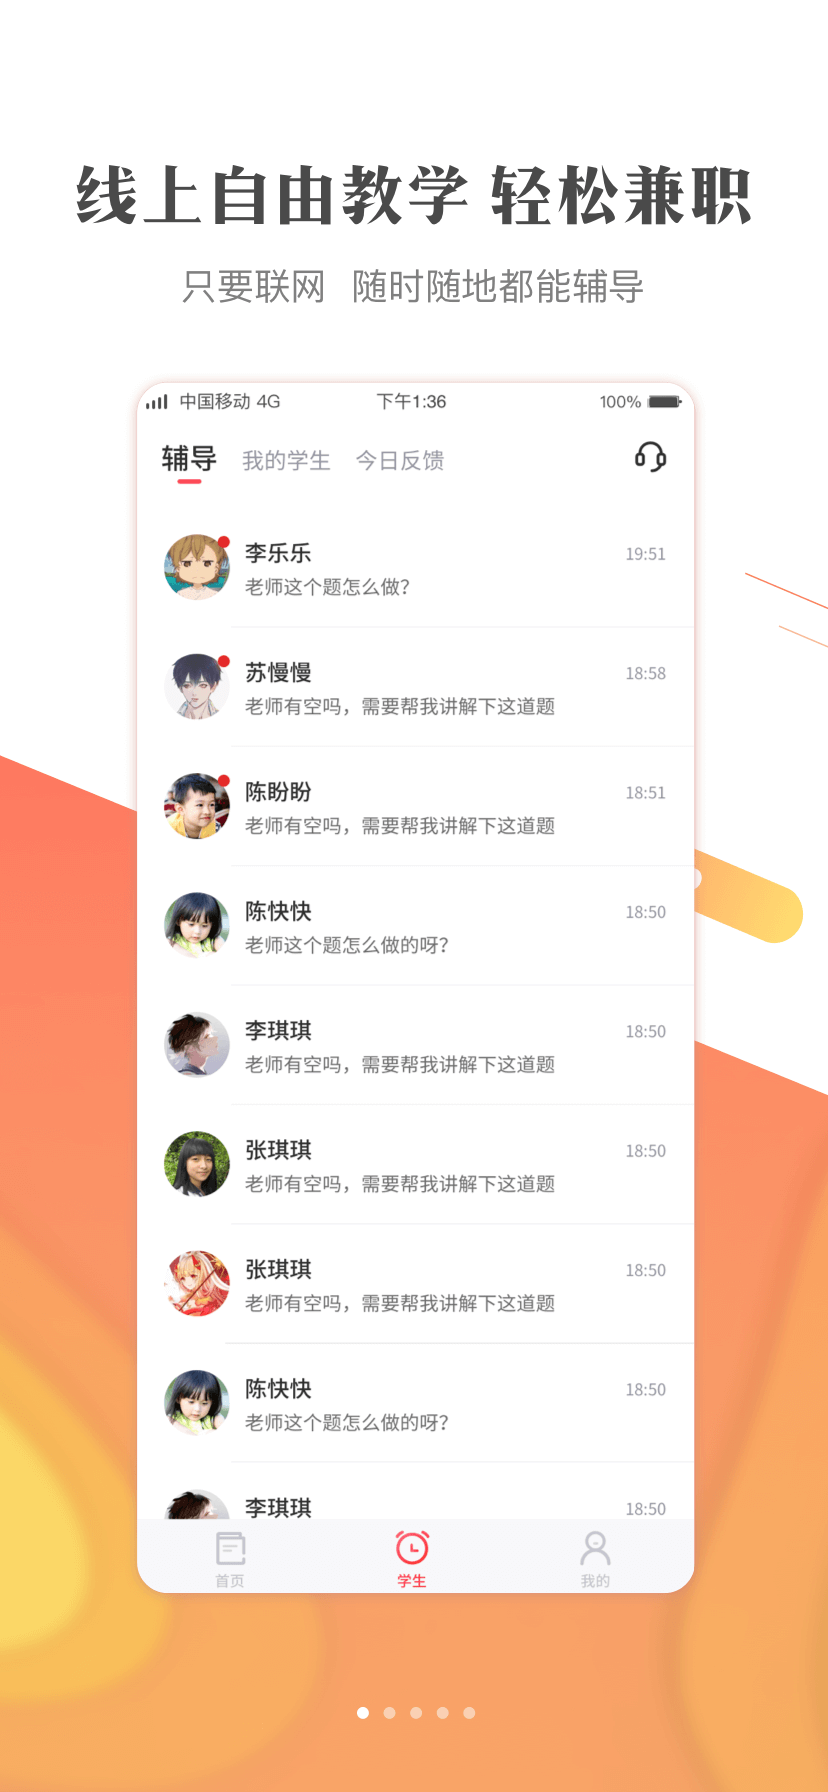 线上自由教学 轻松兼职
只要联网 随时随地都能辅导
中国移动 4G 下午1:36 100%
辅导 我的学生 今日反馈
李乐乐 19:51
老师这个题怎么做?
苏慢慢 18:58
老师有空吗，需要帮我讲解下这道题
陈盼盼 18:51
老师有空吗，需要帮我讲解下这道题
陈快快 18:50
老师这个题怎么做的呀?
李琪琪 18:50
老师有空吗，需要帮我讲解下这道题
张琪琪 18:50
老师有空吗，需要帮我讲解下这道题
张琪琪 18:50
老师有空吗，需要帮我讲解下这道题
陈快快 18:50
老师这个题怎么做的呀?
李琪琪 18:50
首页 学生 我的